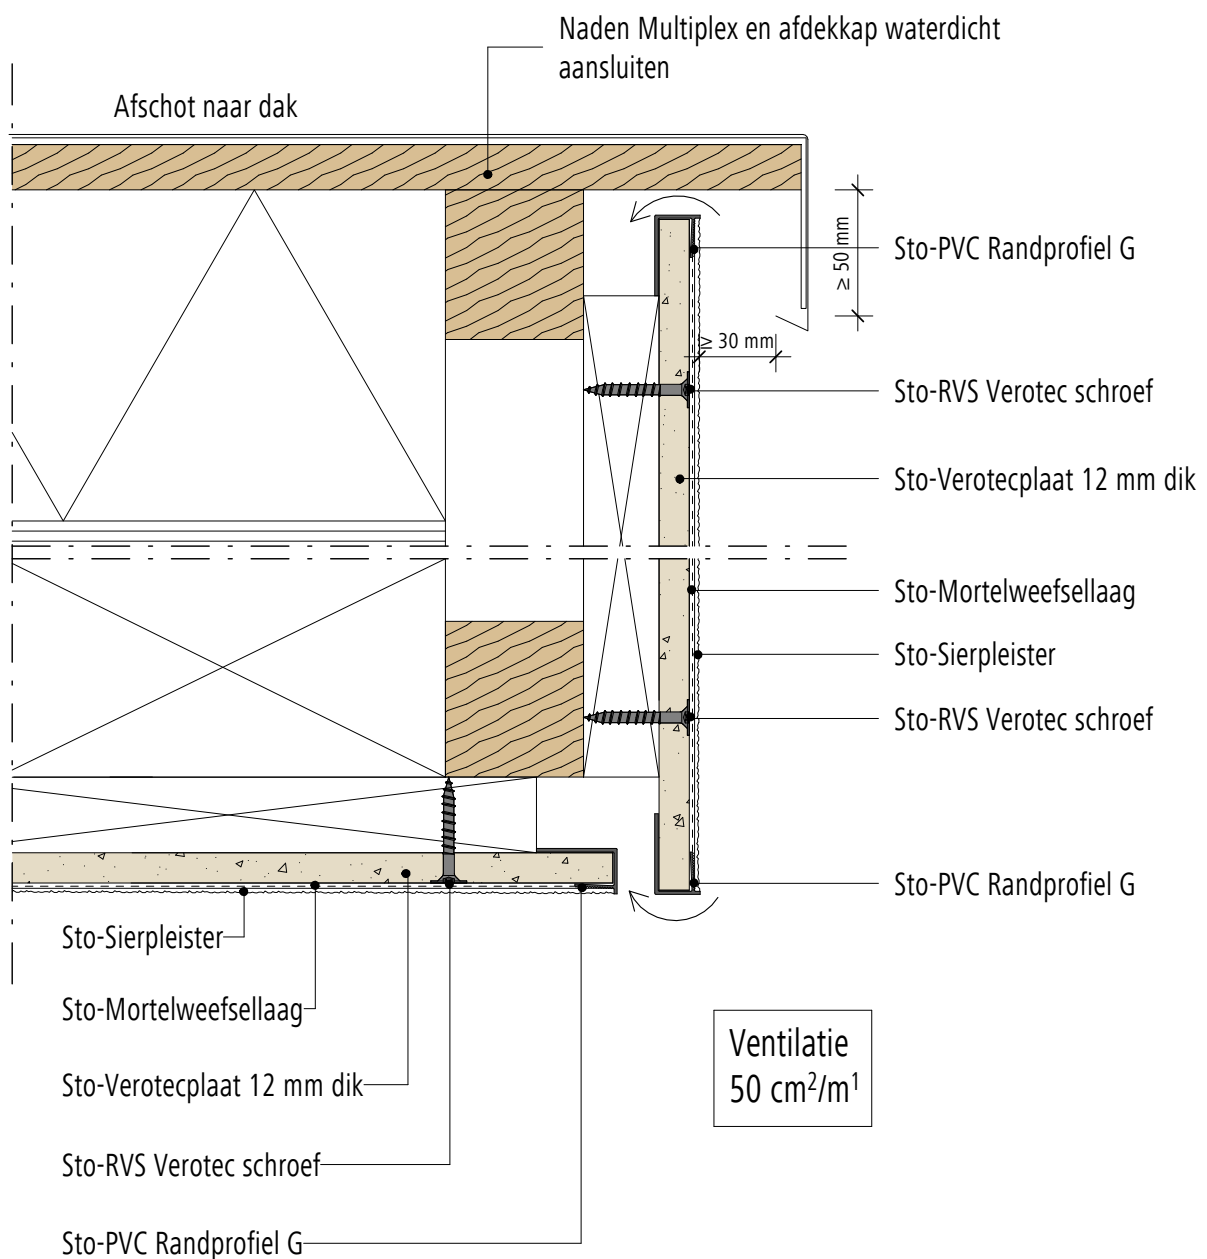 Naden Multiplex en afdekkap waterdicht
aansluiten
Afschot naar dak
≥ 50 mm
Sto-PVC Randprofiel G
≥ 30 mm
Sto-RVS Verotec schroef
Sto-Verotecplaat 12 mm dik
Sto-Mortelweefsellaag
Sto-Sierpleister
Sto-RVS Verotec schroef
Sto-PVC Randprofiel G
Sto-Sierpleister
Sto-Mortelweefsellaag
Sto-Verotecplaat 12 mm dik
Sto-RVS Verotec schroef
Sto-PVC Randprofiel G
Ventilatie
50 cm²/m¹